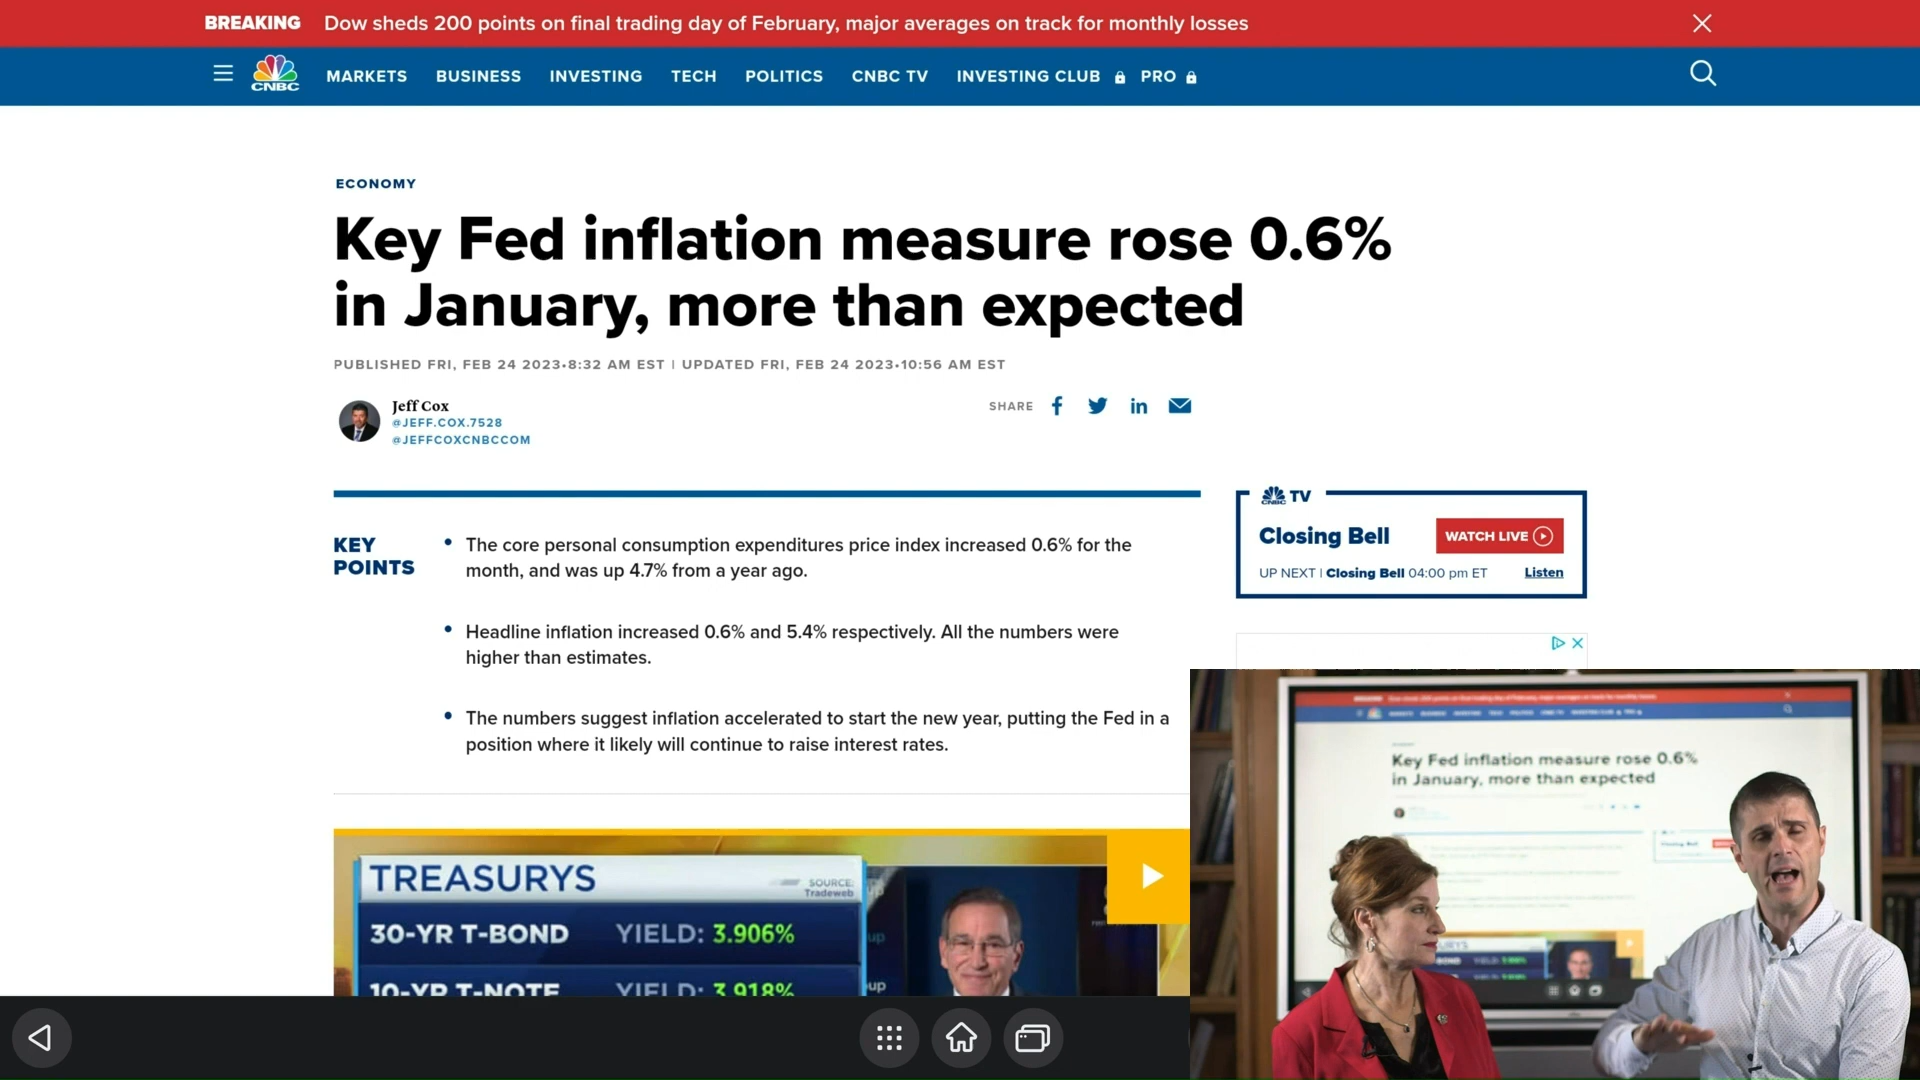 BREAKING Dow sheds 200 points on final trading day of February, major averages on track for monthly losses
CNBC MARKETS BUSINESS INVESTING TECH POLITICS CNBC TV INVESTING CLUB PRO
ECONOMY
Key Fed inflation measure rose 0.6%
in January, more than expected
PUBLISHED FRI, FEB 24 2023•8:32 AM EST | UPDATED FRI, FEB 24 2023•10:56 AM EST
Jeff Cox
@JEFF.COX.7528
@JEFFCOXCNBCCOM
SHARE
KEY
POINTS
• The core personal consumption expenditures price index increased 0.6% for the
month, and was up 4.7% from a year ago.
• Headline inflation increased 0.6% and 5.4% respectively. All the numbers were
higher than estimates.
• The numbers suggest inflation accelerated to start the new year, putting the Fed in a
position where it likely will continue to raise interest rates.
CNBC TV
Closing Bell
WATCH LIVE
UP NEXT | Closing Bell 04:00 pm ET
Listen
TREASURYS
SOURCE:
Tradeweb
30-YR T-BOND YIELD: 3.906%
10-YR T-NOTE YIELD: 3.918%
up
up
Key Fed inflation measure rose 0.6%
in January, more than expected